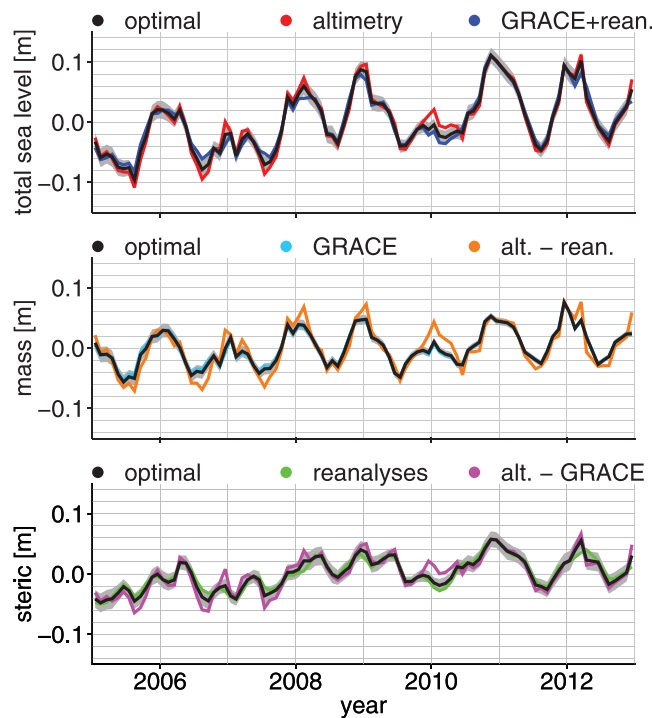 optimal altimetry GRACE+rean.
total sea level [m]
0.1
0.0
−0.1
optimal GRACE alt. − rean.
mass [m]
0.1
0.0
−0.1
optimal reanalyses alt. − GRACE
steric [m]
0.1
0.0
−0.1
2006 2008 2010 2012
year